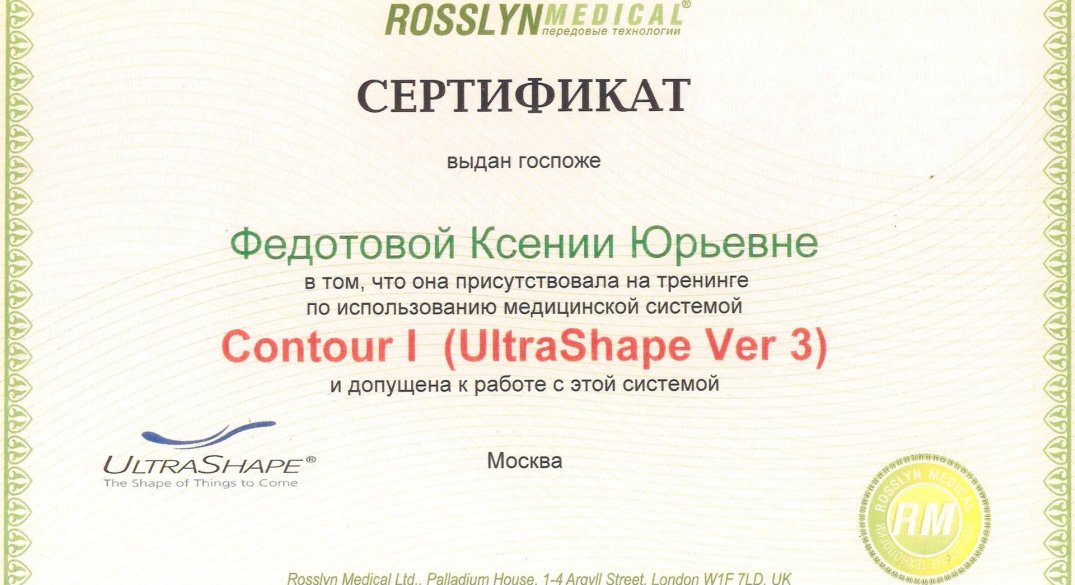 ROSSLYNMEDICAL®
передовые технологии
СЕРТИФИКАТ
выдан госпоже
Федотовой Ксении Юрьевне
в том, что она присутствовала на тренинге
по использованию медицинской системой
Contour I (UltraShape Ver 3)
и допущена к работе с этой системой
ULTRASHAPE®
The Shape of Things to Come
Москва
ROSSLYN MEDICAL
RM
Rosslyn Medical Ltd., Palladium House, 1-4 Argyll Street, London W1F 7LD, UK